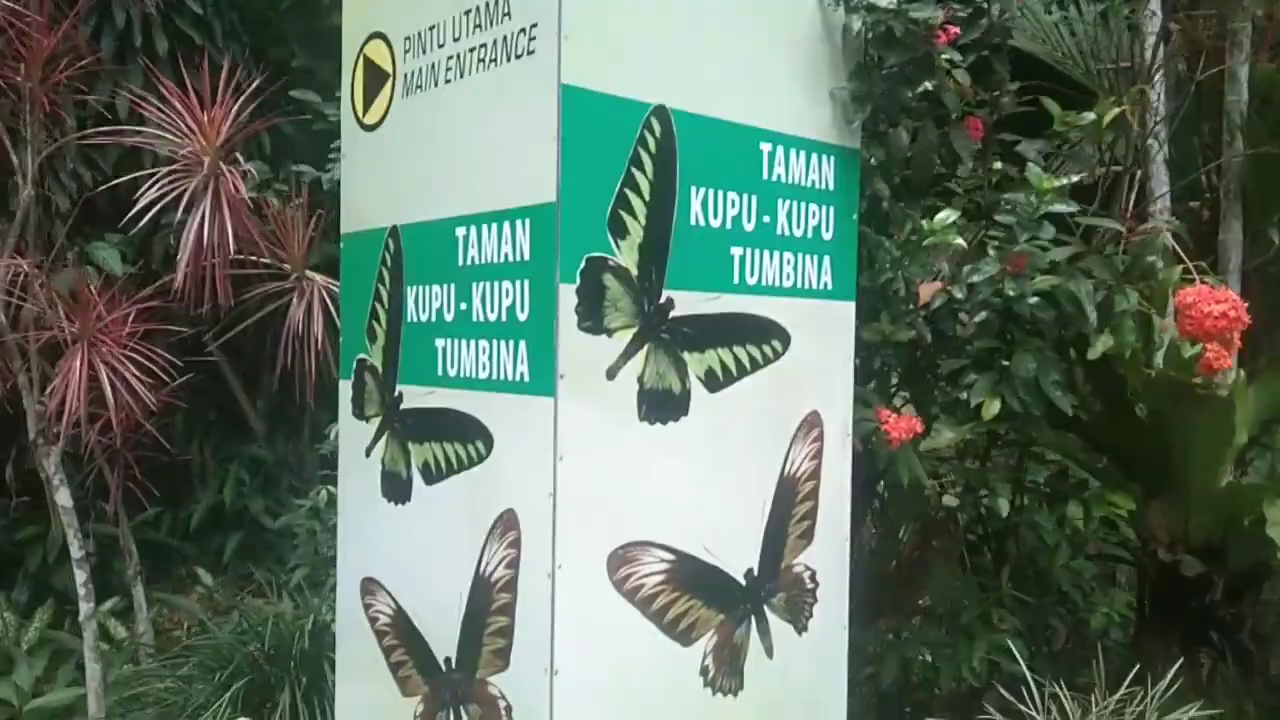 PINTU UTAMA
MAIN ENTRANCE
TAMAN
KUPU - KUPU
TUMBINA
TAMAN
KUPU - KUPU
TUMBINA